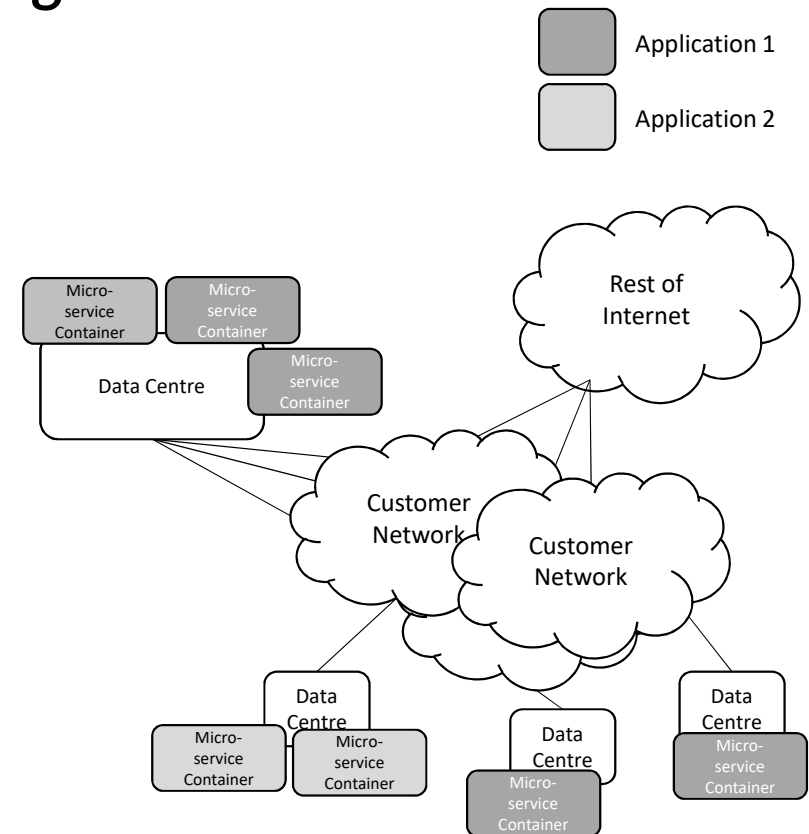 g
Application 1
Application 2
Rest of
Internet
Micro-
service
Container
Micro-
service
Container
Micro-
service
Container
Data Centre
Customer
Network
Customer
Network
Data
Centre
Micro-
service
Container
Micro-
service
Container
Data
Centre
Micro-
service
Container
Data
Centre
Micro-
service
Container